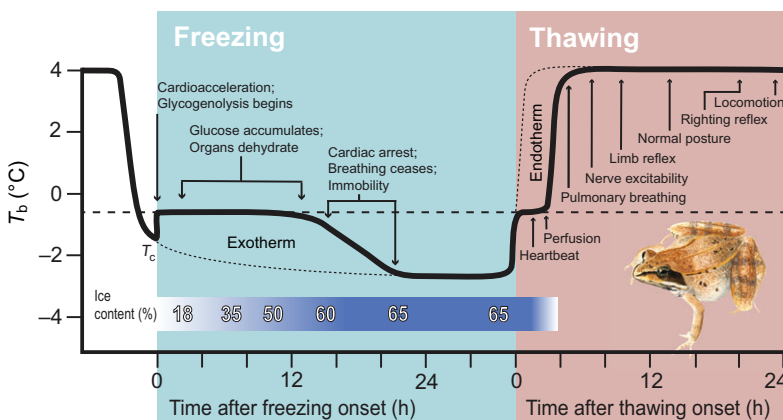 Freezing
Thawing
Cardioacceleration;
Glycogenolysis begins
Glucose accumulates;
Organs dehydrate
Cardiac arrest;
Breathing ceases;
Immobility
Exotherm
Endotherm
Locomotion
Righting reflex
Normal posture
Limb reflex
Nerve excitability
Pulmonary breathing
Perfusion
Heartbeat
Tb (°C)
4
2
0
–2
–4
Tc
Ice
content (%)
18 35 50 60 65 65
0 12 24 0 12 24
Time after freezing onset (h)
Time after thawing onset (h)